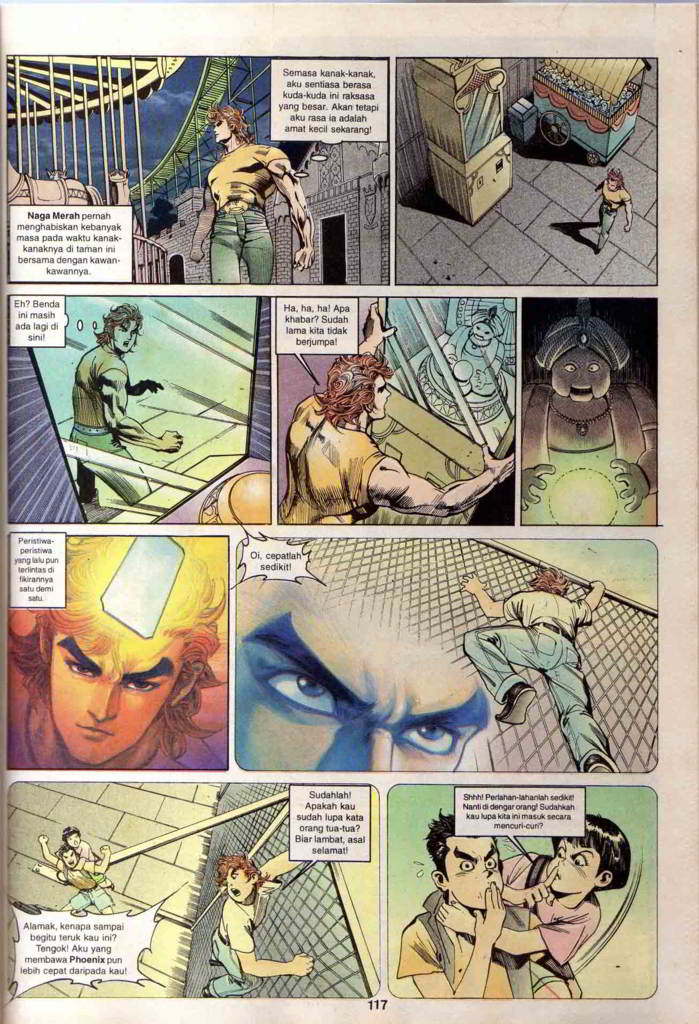 Semasa kanak-kanak,
aku sentiasa berasa
kuda-kuda ini raksasa
yang besar. Akan tetapi
aku rasa ia adalah
amat kecil sekarang!
Naga Merah pernah
menghabiskan kebanyak
masa pada waktu kanak-
kanaknya di taman ini
bersama dengan kawan-
kawannya.
Eh? Benda
ini masih
ada lagi di
sini!
Ha, ha, ha! Apa
khabar? Sudah
lama kita tidak
berjumpa!
Peristiwa-
peristiwa
yang lalu pun
terlintas di
fikirannya
satu demi
satu.
Oi, cepatlah
sedikit!
Sudahlah!
Apakah kau
sudah lupa kata
orang tua-tua?
Biar lambat, asal
selamat!
Alamak, kenapa sampai
begitu teruk kau ini?
Tengok! Aku yang
membawa Phoenix pun
lebih cepat daripada kau!
Shhh! Perlahan-lahanlah sedikit!
Nanti di dengar orang! Sudahkah
kau lupa kita ini masuk secara
mencuri-curi?
117